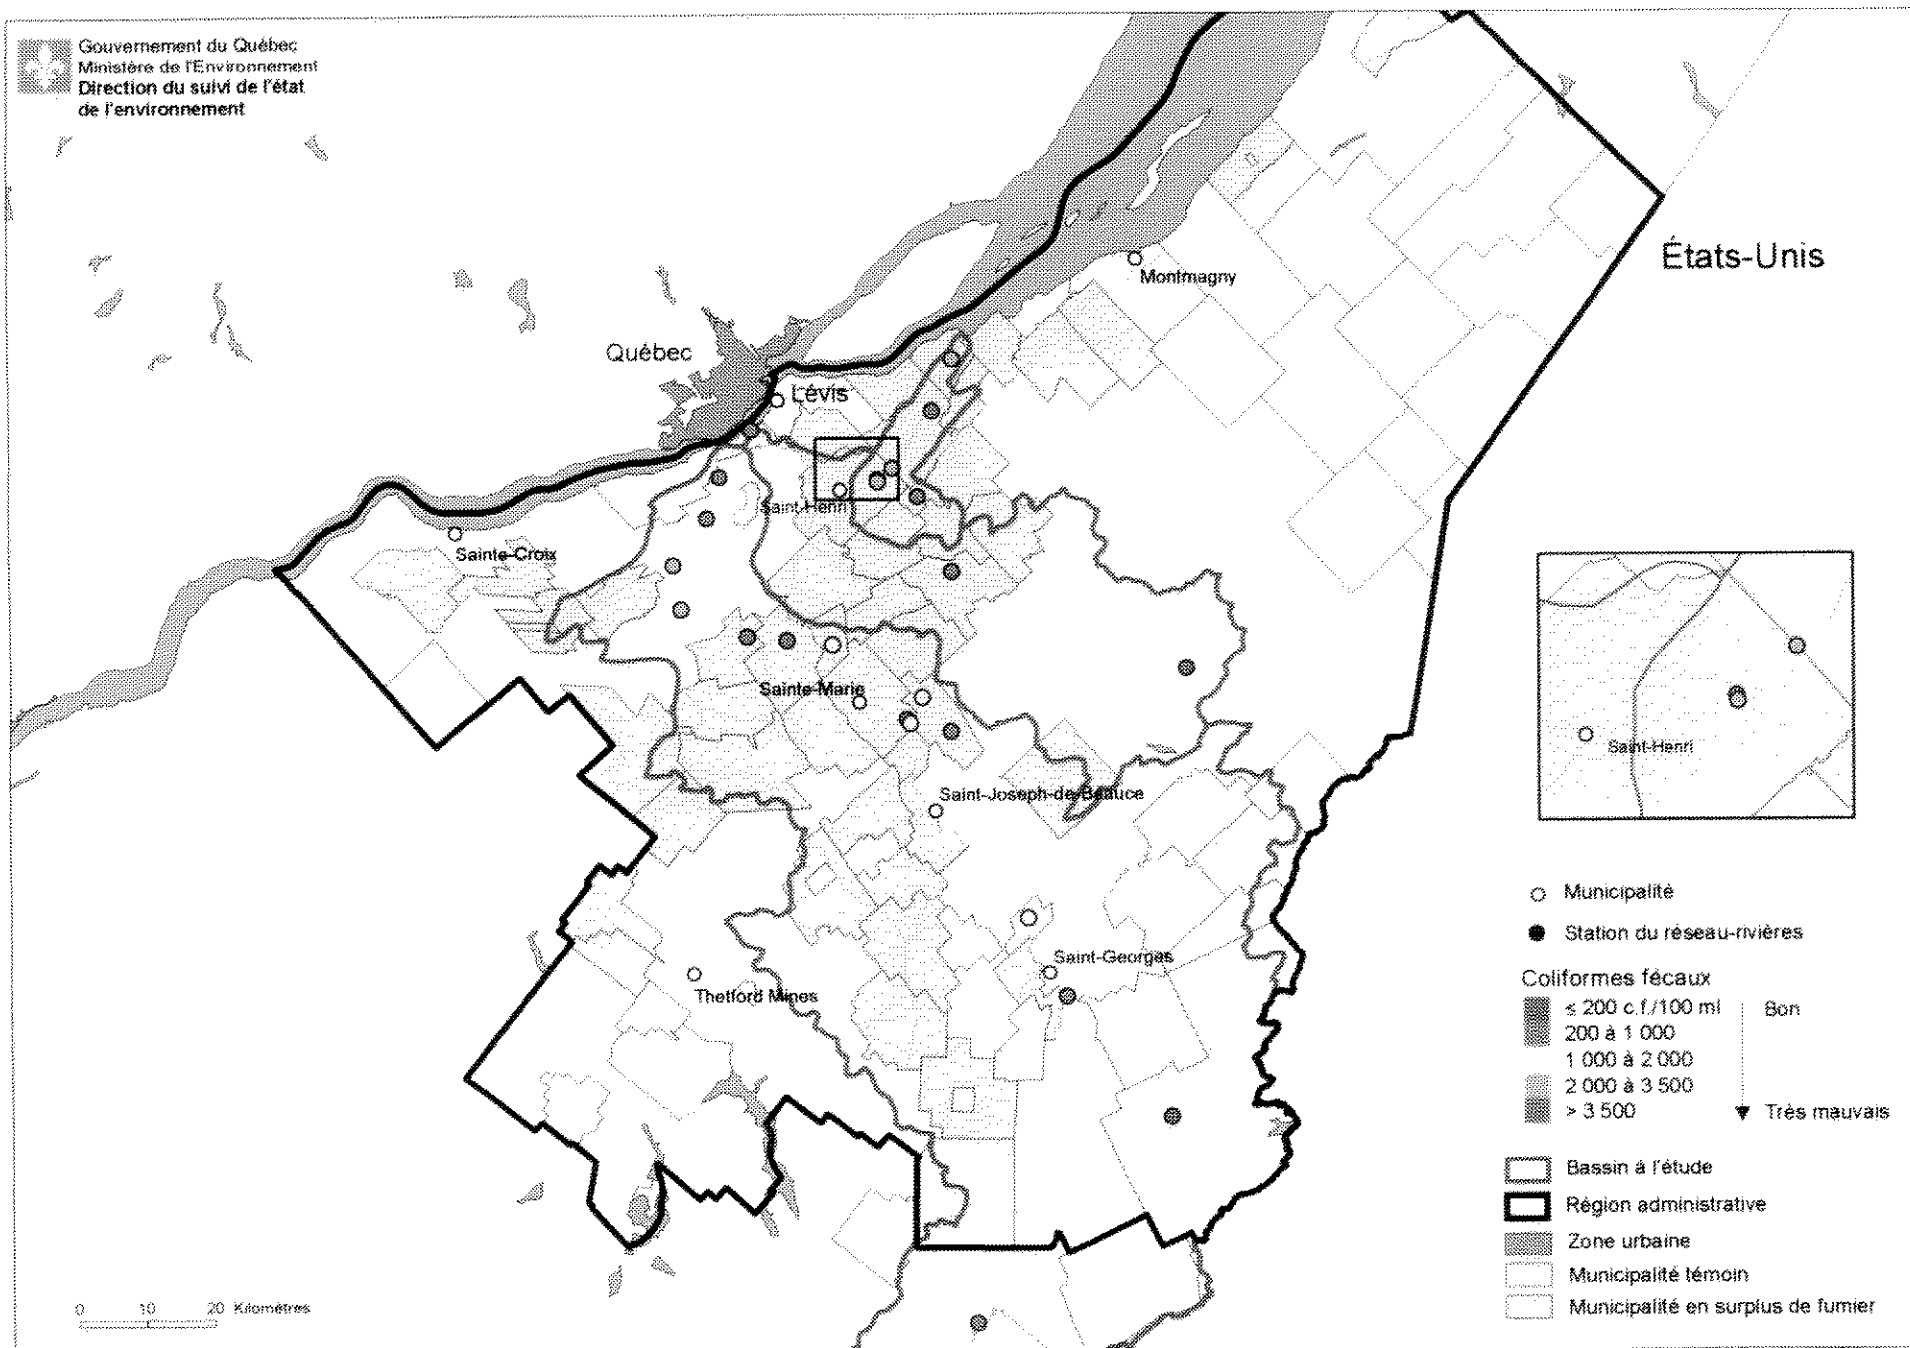 Gouvernement du Québec
Ministère de l'Environnement
Direction du suivi de l'état
de l'environnement
États-Unis
Montmagny
Québec
Lévis
Saint-Henri
Sainte-Croix
Sainte-Marie
Saint-Henri
Saint-Joseph-de-Beauce
Saint-Georges
Thetford Mines
Municipalité
Station du réseau-rivières
Coliformes fécaux
≤ 200 c.f./100 ml
Bon
200 à 1 000
1 000 à 2 000
2 000 à 3 500
> 3 500
Très mauvais
Bassin à l'étude
Région administrative
Zone urbaine
Municipalité témoin
Municipalité en surplus de fumier
0 10 20 Kilomètres